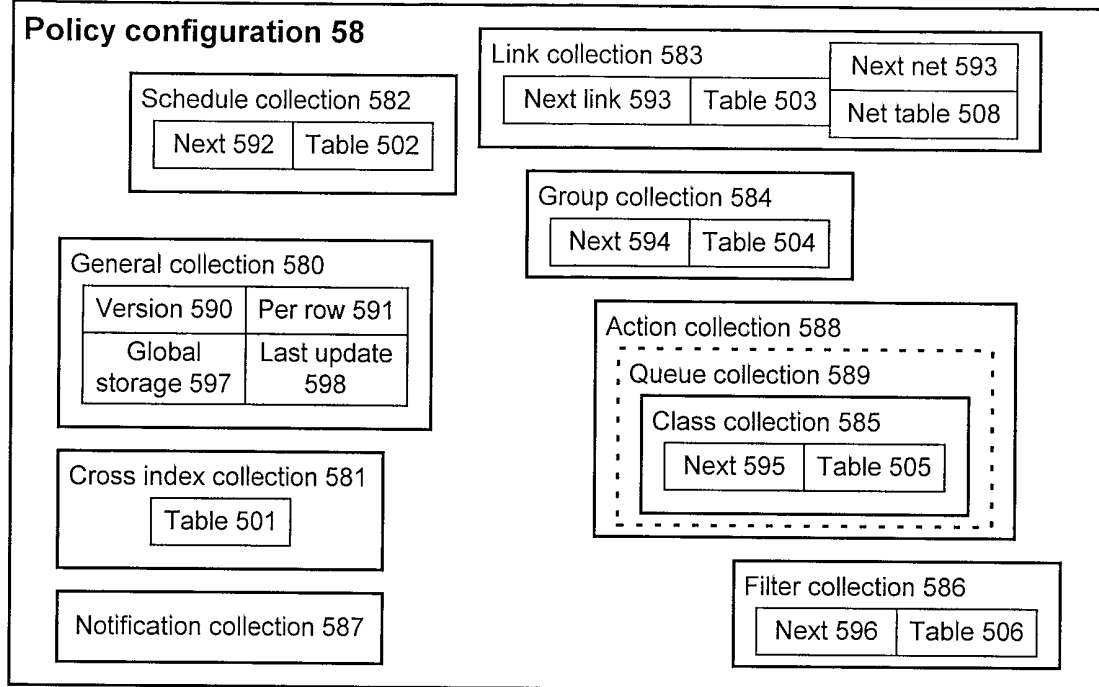 Policy configuration 58
Link collection 583
Next net 593
Next link 593
Table 503
Net table 508
Schedule collection 582
Next 592
Table 502
Group collection 584
Next 594
Table 504
General collection 580
Version 590
Per row 591
Global
storage 597
Last update
598
Action collection 588
Queue collection 589
Class collection 585
Next 595
Table 505
Cross index collection 581
Table 501
Notification collection 587
Filter collection 586
Next 596
Table 506